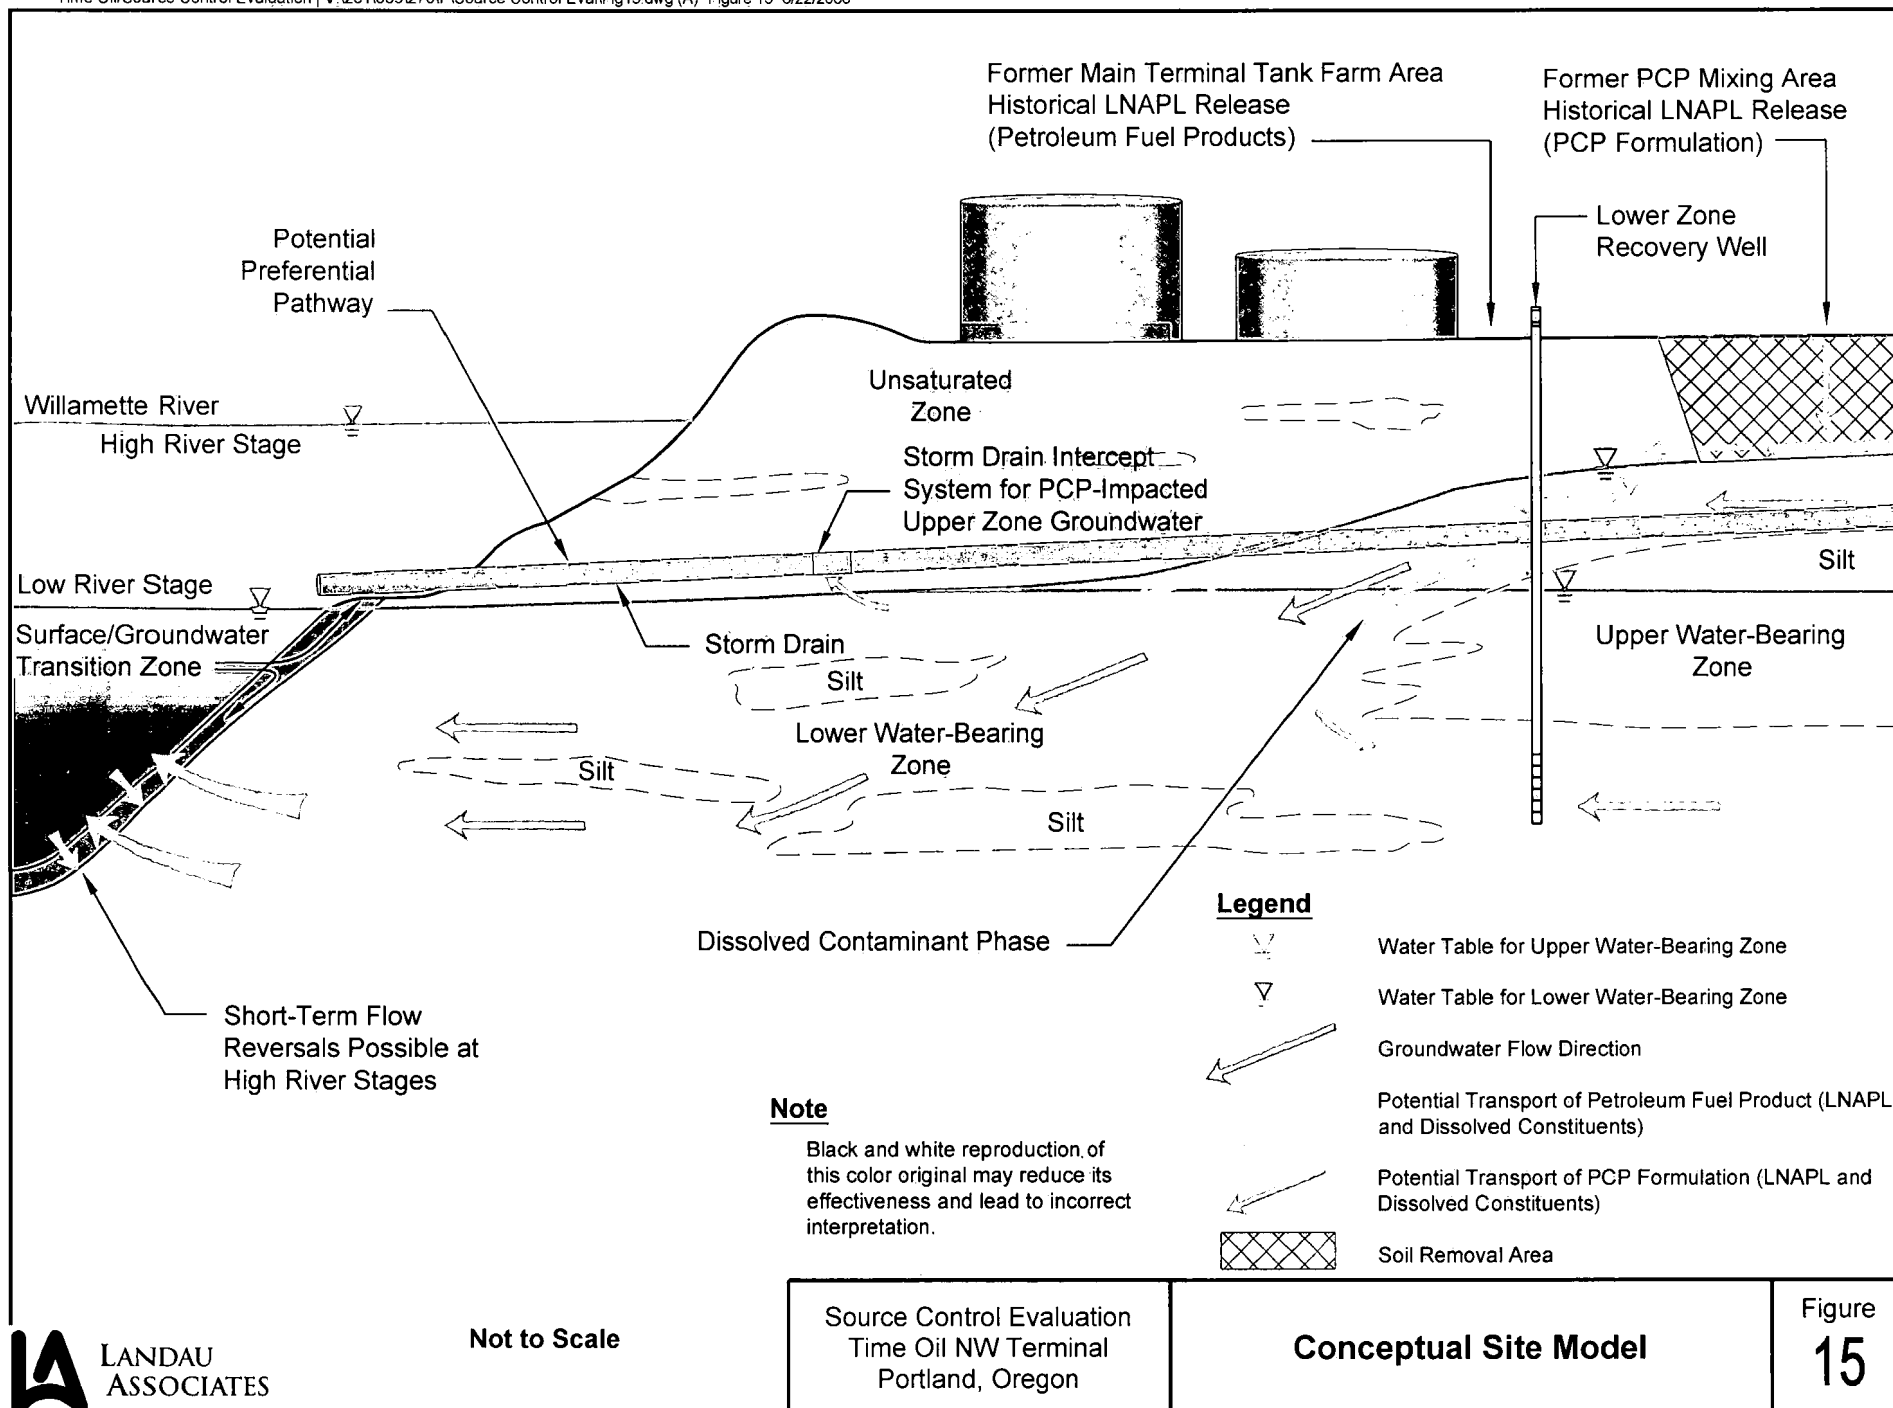 Former Main Terminal Tank Farm Area
Historical LNAPL Release
(Petroleum Fuel Products)
Former PCP Mixing Area
Historical LNAPL Release
(PCP Formulation)
Lower Zone
Recovery Well
Potential
Preferential
Pathway
Unsaturated
Zone
Willamette River
High River Stage
Storm Drain Intercept
System for PCP-Impacted
Upper Zone Groundwater
Silt
Low River Stage
Surface/Groundwater
Transition Zone
Storm Drain
Upper Water-Bearing
Zone
Silt
Lower Water-Bearing
Zone
Silt
Silt
Dissolved Contaminant Phase
Short-Term Flow
Reversals Possible at
High River Stages
Legend
Water Table for Upper Water-Bearing Zone
Water Table for Lower Water-Bearing Zone
Groundwater Flow Direction
Potential Transport of Petroleum Fuel Product (LNAPL
and Dissolved Constituents)
Potential Transport of PCP Formulation (LNAPL and
Dissolved Constituents)
Soil Removal Area
Note
Black and white reproduction of
this color original may reduce its
effectiveness and lead to incorrect
interpretation.
LA
LANDAU
ASSOCIATES
Not to Scale
Source Control Evaluation
Time Oil NW Terminal
Portland, Oregon
Conceptual Site Model
Figure
15